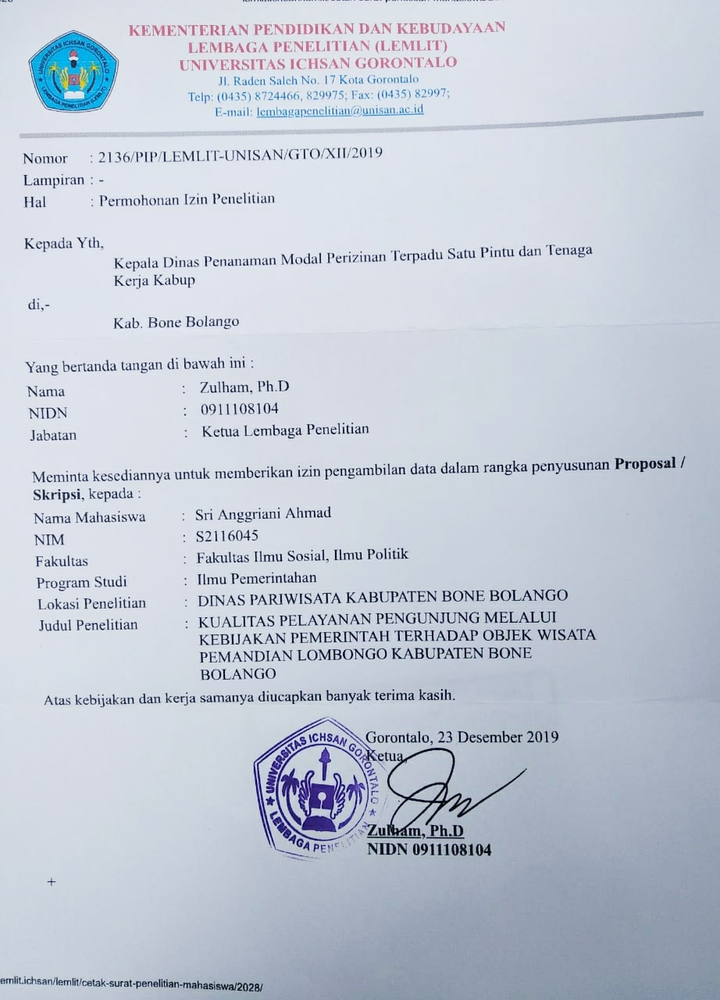 KEMENTERIAN PENDIDIKAN DAN KEBUDAYAAN
LEMBAGA PENELITIAN (LEMLIT)
UNIVERSITAS ICHSAN GORONTALO
Jl. Raden Saleh No. 17 Kota Gorontalo
Telp: (0435) 8724466, 829975; Fax: (0435) 82997;
E-mail: lembagapenelitian@unisan.ac.id
UNIVERSITAS ICHSAN GORONTALO
LEMBAGA PENELITIAN (LEMLIT)
Nomor : 2136/PIP/LEMLIT-UNISAN/GTO/XII/2019
Lampiran : -
Hal : Permohonan Izin Penelitian
Kepada Yth,
Kepala Dinas Penanaman Modal Perizinan Terpadu Satu Pintu dan Tenaga
Kerja Kabup
di,-
Kab. Bone Bolango
Yang bertanda tangan di bawah ini :
Nama : Zulham, Ph.D
NIDN : 0911108104
Jabatan : Ketua Lembaga Penelitian
Meminta kesediannya untuk memberikan izin pengambilan data dalam rangka penyusunan Proposal /
Skripsi, kepada :
Nama Mahasiswa : Sri Anggriani Ahmad
NIM : S2116045
Fakultas : Fakultas Ilmu Sosial, Ilmu Politik
Program Studi : Ilmu Pemerintahan
Lokasi Penelitian : DINAS PARIWISATA KABUPATEN BONE BOLANGO
Judul Penelitian : KUALITAS PELAYANAN PENGUNJUNG MELALUI
KEBIJAKAN PEMERINTAH TERHADAP OBJEK WISATA
PEMANDIAN LOMBONGO KABUPATEN BONE
BOLANGO
Atas kebijakan dan kerja samanya diucapkan banyak terima kasih.
Gorontalo, 23 Desember 2019
Ketua,
UNIVERSITAS ICHSAN GORONTALO
LEMBAGA PENELITIAN
Zulham, Ph.D
NIDN 0911108104
+
emlit.ichsan/lemlit/cetak-surat-penelitian-mahasiswa/2028/